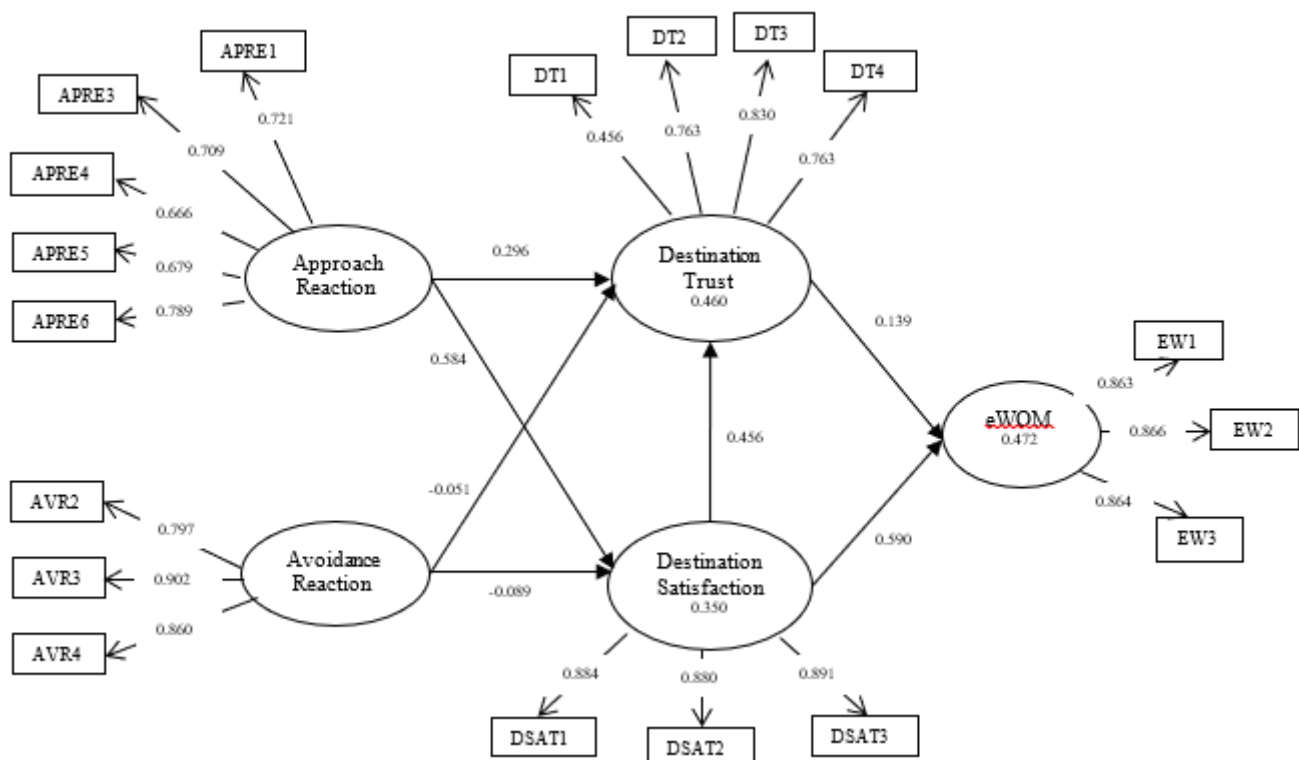 APRE1
APRE3
APRE4
APRE5
APRE6
0.721
0.709
0.666
0.679
0.789
Approach
Reaction
DT1
DT2
DT3
DT4
0.456
0.763
0.830
0.763
Destination
Trust
0.460
0.296
0.584
0.139
-0.051
0.456
-0.089
0.590
AVR2
AVR3
AVR4
0.797
0.902
0.860
Avoidance
Reaction
Destination
Satisfaction
0.350
0.884
0.880
0.891
DSAT1
DSAT2
DSAT3
eWOM
0.472
0.863
0.866
0.864
EW1
EW2
EW3